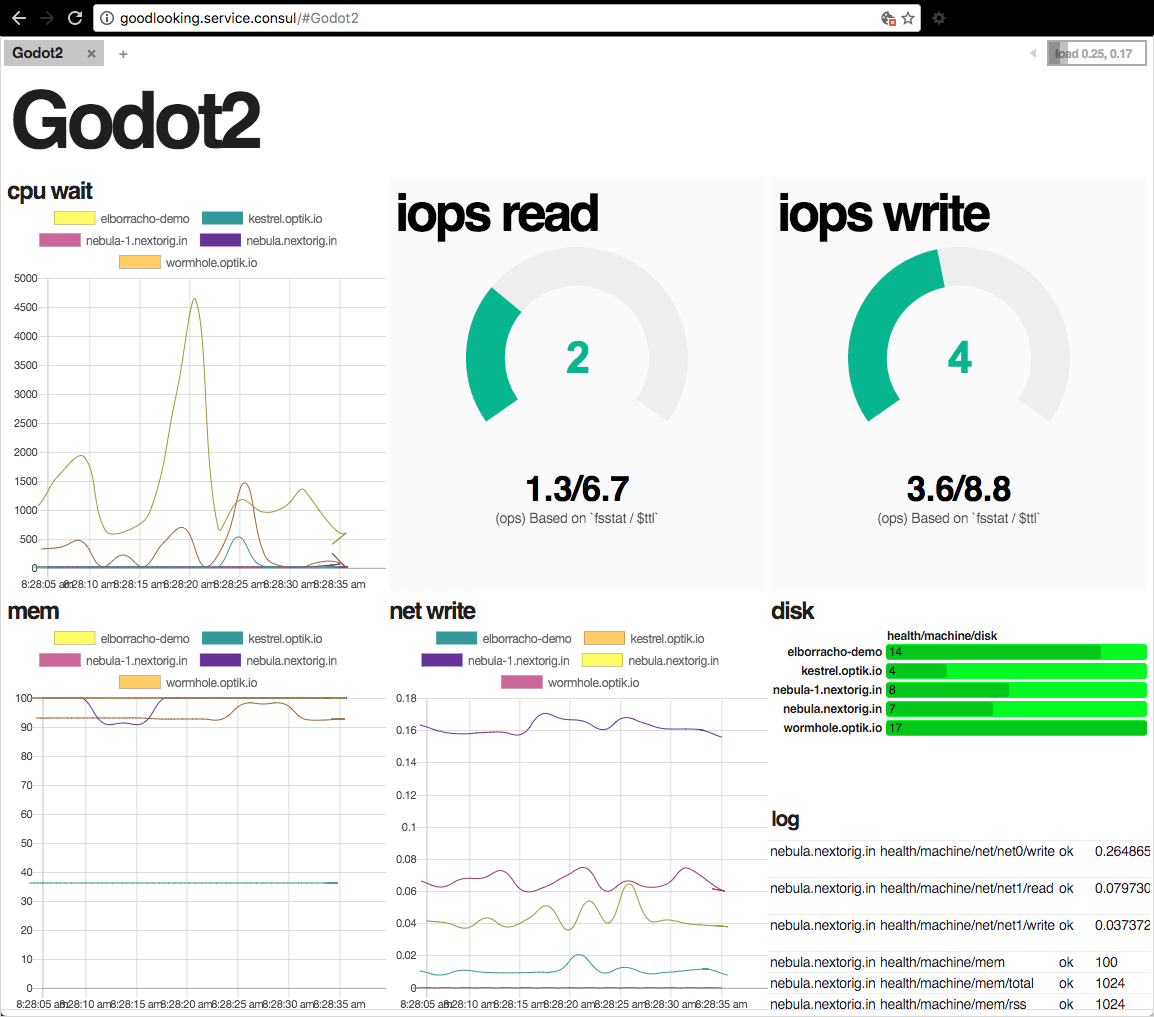 goodlooking.service.consul/#Godot2
Godot2 × +
load 0.25, 0.17
Godot2
cpu wait
elborracho-demo kestrel.optik.io
nebula-1.nextorig.in nebula.nextorig.in
wormhole.optik.io
5000
4500
4000
3500
3000
2500
2000
1500
1000
500
0
8:28:05 am 8:28:10 am 8:28:15 am 8:28:20 am 8:28:25 am 8:28:30 am 8:28:35 am
iops read
2
1.3/6.7
(ops) Based on `fsstat / $ttl`
iops write
4
3.6/8.8
(ops) Based on `fsstat / $ttl`
mem
elborracho-demo kestrel.optik.io
nebula-1.nextorig.in nebula.nextorig.in
wormhole.optik.io
100
90
80
70
60
50
40
30
20
10
0
8:28:05 am 8:28:10 am 8:28:15 am 8:28:20 am 8:28:25 am 8:28:30 am 8:28:35 am
net write
elborracho-demo kestrel.optik.io
nebula-1.nextorig.in nebula.nextorig.in
wormhole.optik.io
0.18
0.16
0.14
0.12
0.1
0.08
0.06
0.04
0.02
0
8:28:05 am 8:28:10 am 8:28:15 am 8:28:20 am 8:28:25 am 8:28:30 am 8:28:35 am
disk
health/machine/disk
elborracho-demo 14
kestrel.optik.io 4
nebula-1.nextorig.in 8
nebula.nextorig.in 7
wormhole.optik.io 17
log
nebula.nextorig.in health/machine/net/net0/write ok 0.264865
nebula.nextorig.in health/machine/net/net1/read ok 0.079730
nebula.nextorig.in health/machine/net/net1/write ok 0.037372
nebula.nextorig.in health/machine/mem ok 100
nebula.nextorig.in health/machine/mem/total ok 1024
nebula.nextorig.in health/machine/mem/rss ok 1024